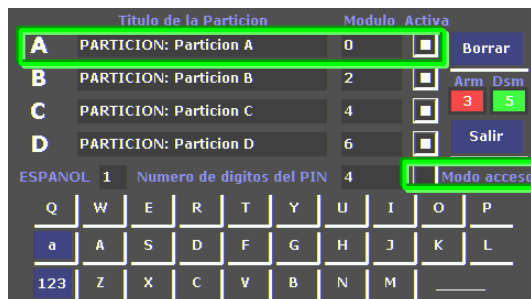 Titulo de la Particion Modulo Activa
A PARTICION: Particion A 0 Borrar
B PARTICION: Particion B 2 Arm Dsm
C PARTICION: Particion C 4 3 5
D PARTICION: Particion D 6 Salir
ESPANOL 1 Numero de digitos del PIN 4 Modo acceso
Q W E R T Y U I O P
a A S D F G H J K L
123 Z X C V B N M